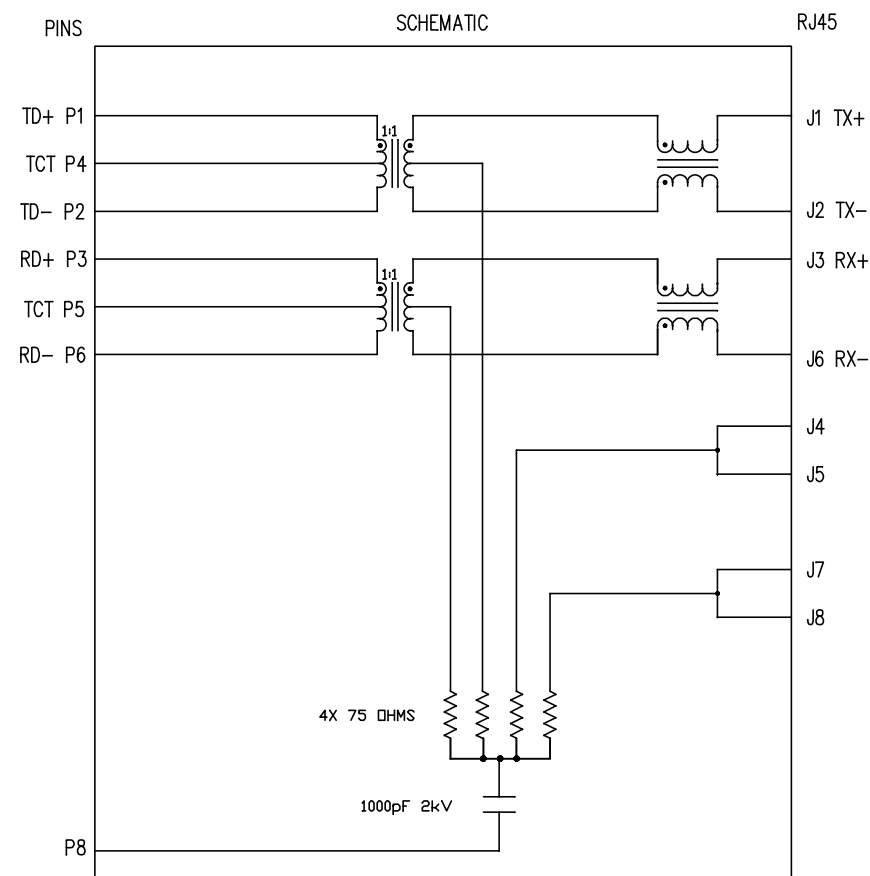 PINS
SCHEMATIC
RJ45
TD+ P1
1:1
J1 TX+
TCT P4
TD- P2
J2 TX-
RD+ P3
1:1
J3 RX+
TCT P5
RD- P6
J6 RX-
J4
J5
J7
J8
4X 75 OHMS
1000pF 2kV
P8